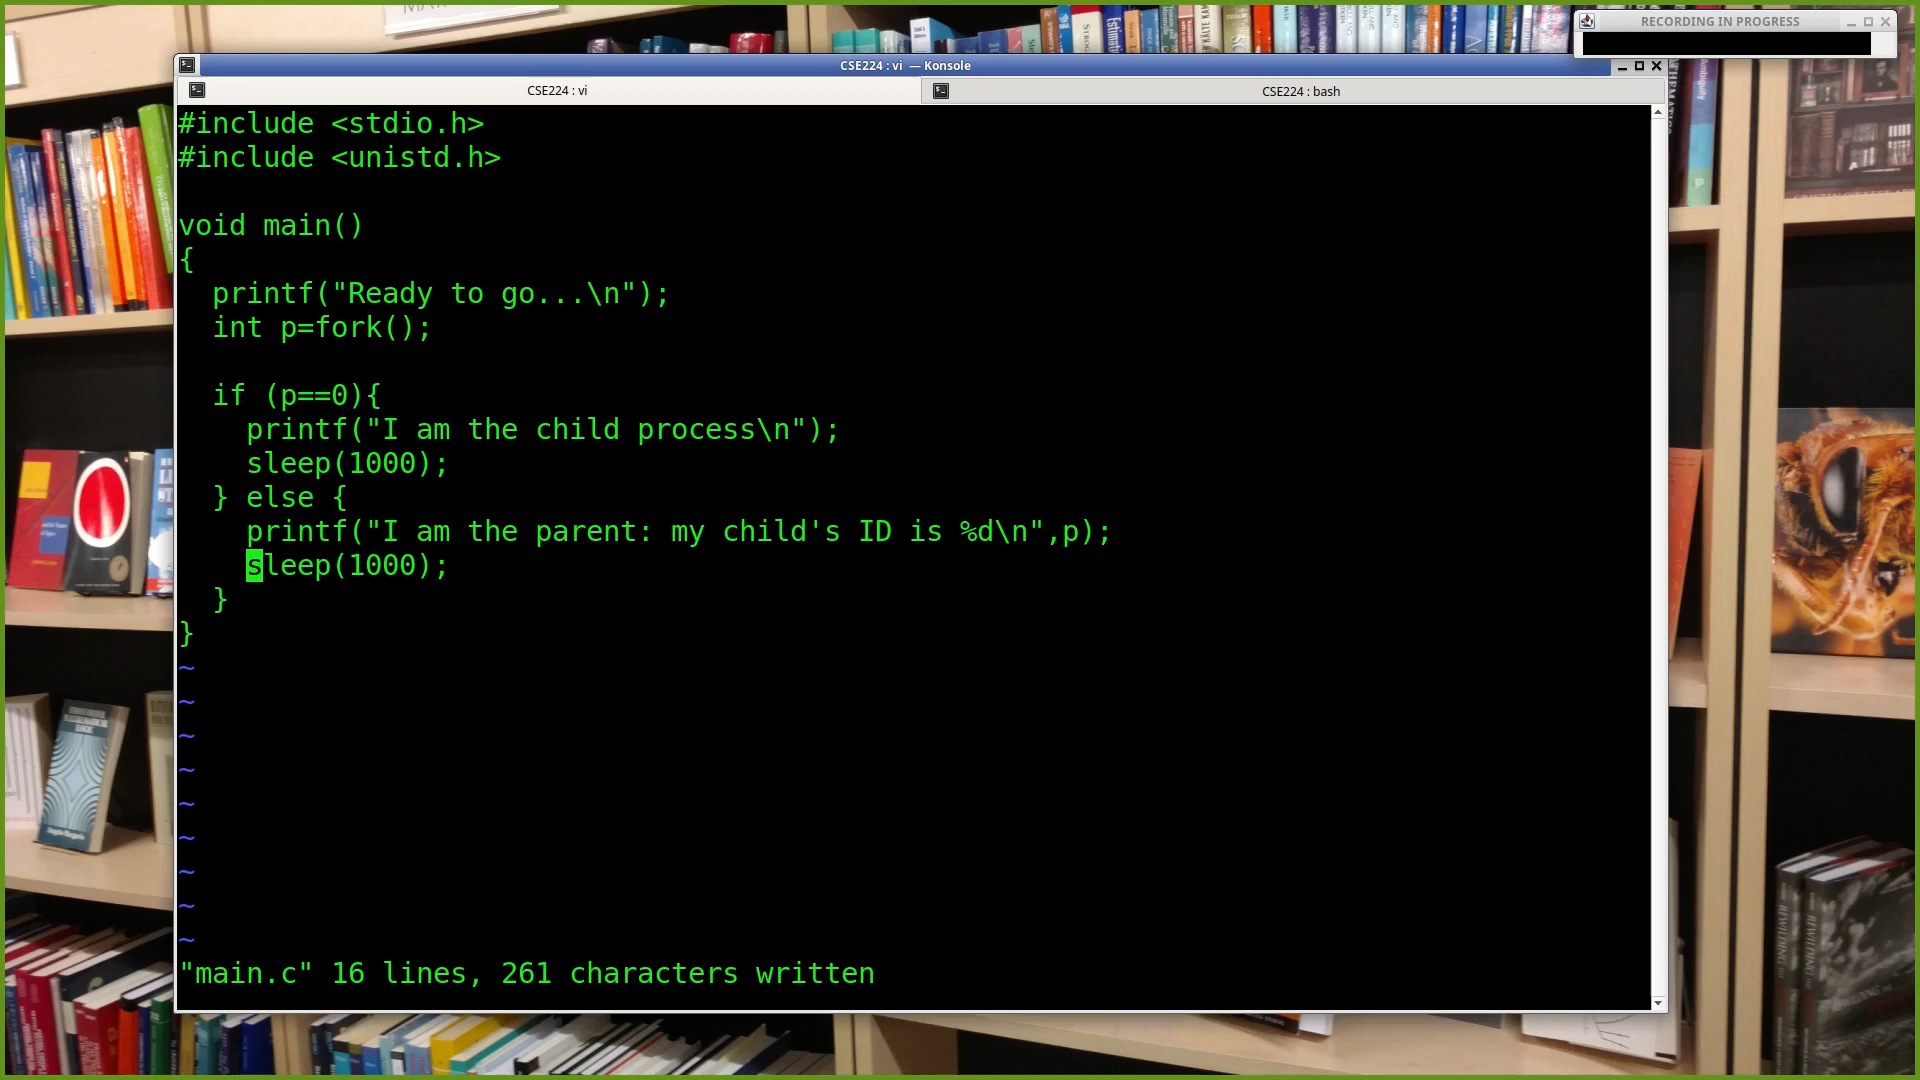 RECORDING IN PROGRESS
CSE224 : vi — Konsole
CSE224 : vi
CSE224 : bash
#include <stdio.h>
#include <unistd.h>
void main()
{
  printf("Ready to go...\n");
  int p=fork();
  if (p==0){
    printf("I am the child process\n");
    sleep(1000);
  } else {
    printf("I am the parent: my child's ID is %d\n",p);
    sleep(1000);
  }
}
~
~
~
~
~
~
~
~
~
"main.c" 16 lines, 261 characters written